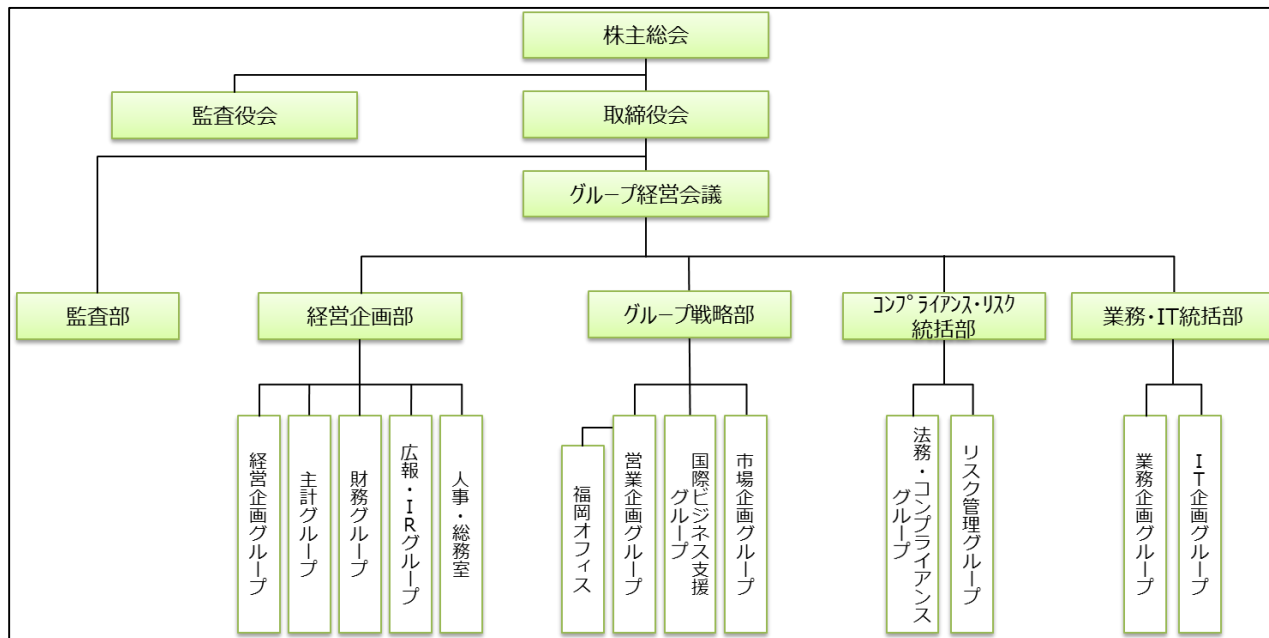 株主総会
監査役会
取締役会
グループ経営会議
監査部
経営企画部
グループ戦略部
コンプライアンス・リスク
統括部
業務・IT統括部
経営企画グループ
主計グループ
財務グループ
広報・IRグループ
人事・総務室
福岡オフィス
営業企画グループ
国際ビジネス支援
グループ
市場企画グループ
法務・コンプライアンス
グループ
リスク管理グループ
業務企画グループ
IT企画グループ